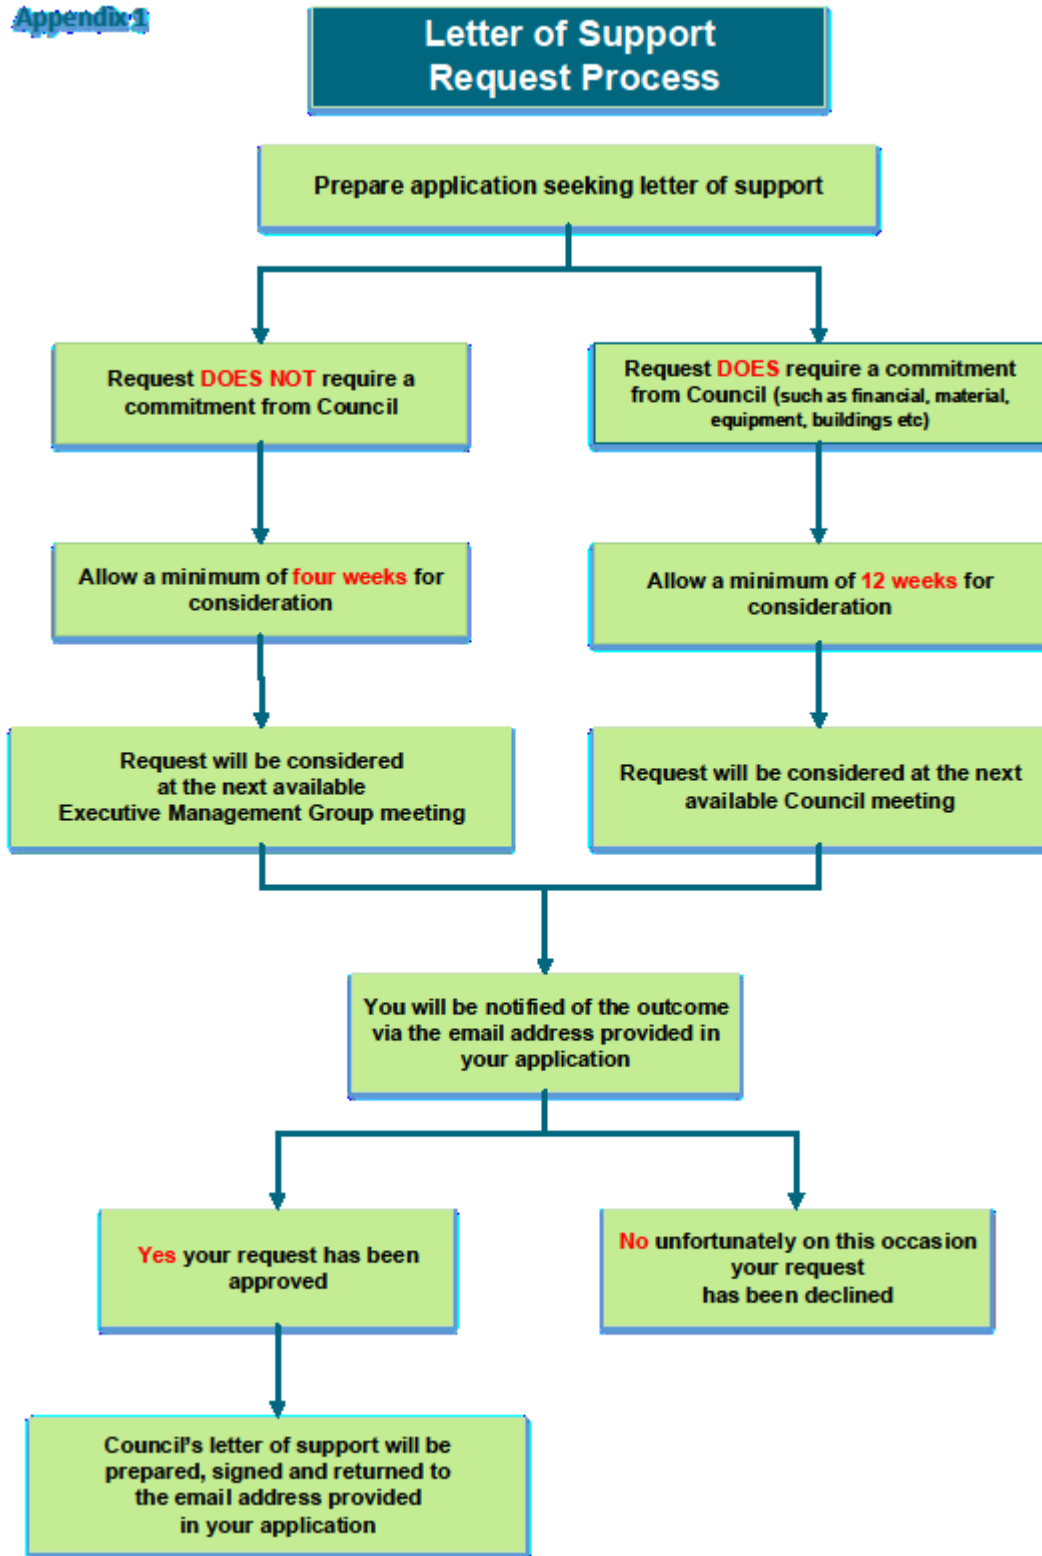 Appendix 1
Letter of Support
Request Process
Prepare application seeking letter of support
Request DOES NOT require a
commitment from Council
Request DOES require a commitment
from Council (such as financial, material,
equipment, buildings etc)
Allow a minimum of four weeks for
consideration
Allow a minimum of 12 weeks for
consideration
Request will be considered
at the next available
Executive Management Group meeting
Request will be considered at the next
available Council meeting
You will be notified of the outcome
via the email address provided in
your application
Yes your request has been
approved
No unfortunately on this occasion
your request
has been declined
Council's letter of support will be
prepared, signed and returned to
the email address provided
in your application